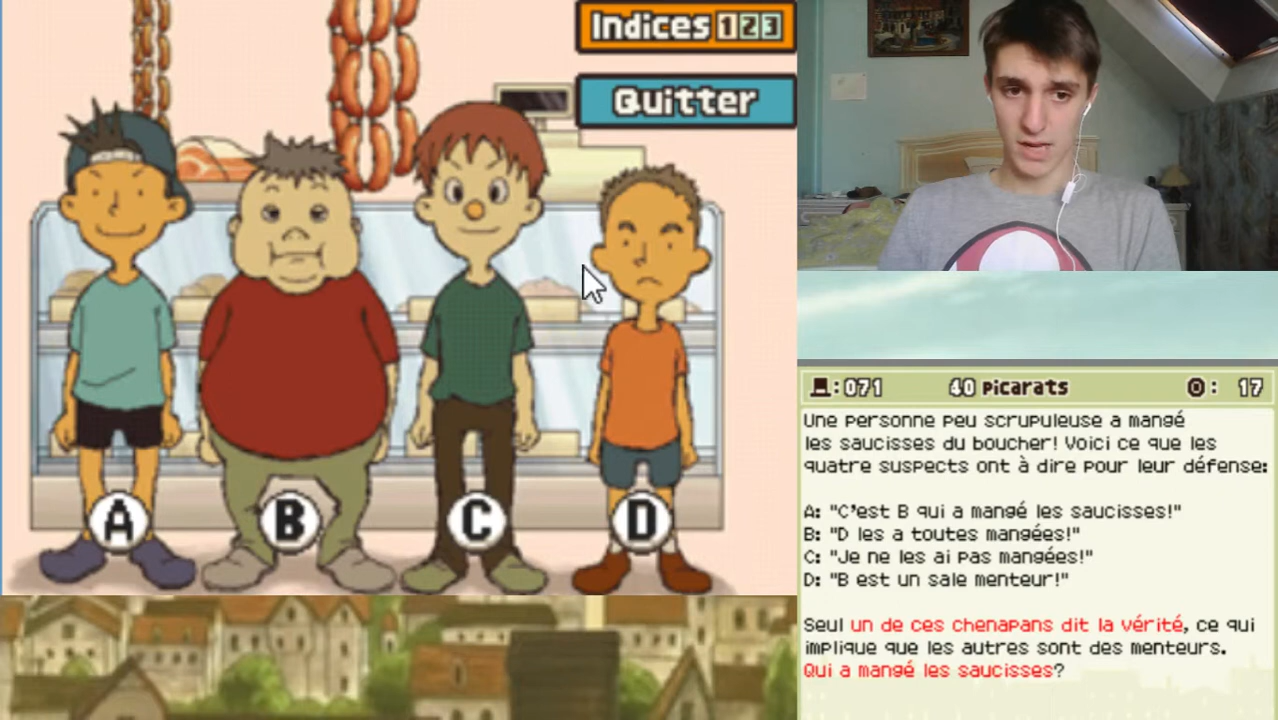 Indices 1 2 3
Quitter
A
B
C
D
:071
40 Picarats
: 17
Une personne peu scrupuleuse a mangé
les saucisses du boucher! Voici ce que les
quatre suspects ont à dire pour leur défense:
A: "C'est B qui a mangé les saucisses!"
B: "D les a toutes mangées!"
C: "Je ne les ai pas mangées!"
D: "B est un sale menteur!"
Seul un de ces chenapans dit la vérité, ce qui
implique que les autres sont des menteurs.
Qui a mangé les saucisses?